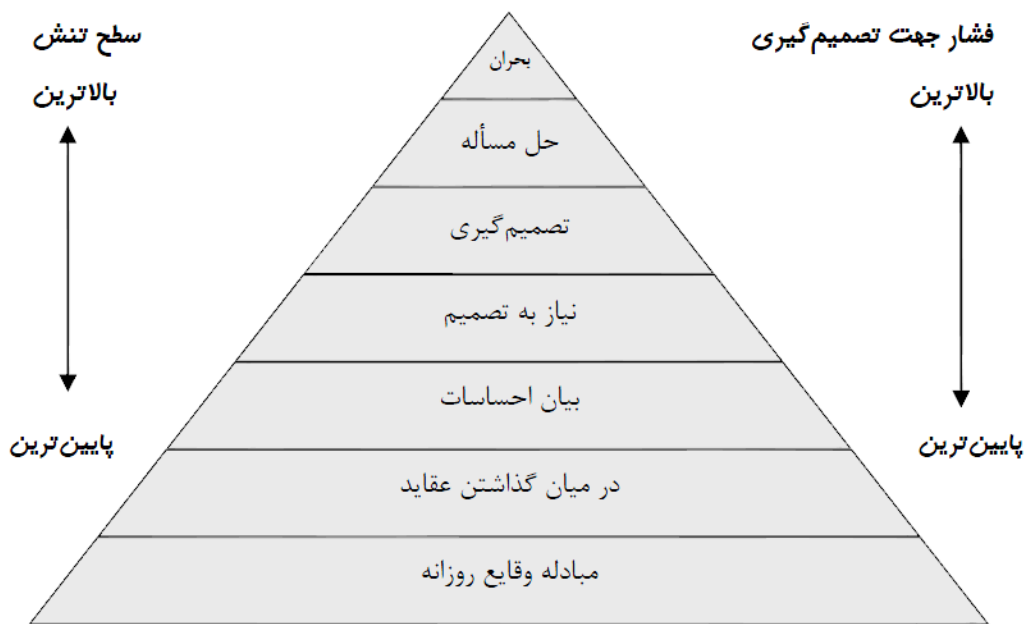 فشار جهت تصمیم‌گیری
بالاترین
پایین‌ترین
بحران
حل مسأله
تصمیم‌گیری
نیاز به تصمیم
بیان احساسات
در میان گذاشتن عقاید
مبادله وقایع روزانه
سطح تنش
بالاترین
پایین‌ترین